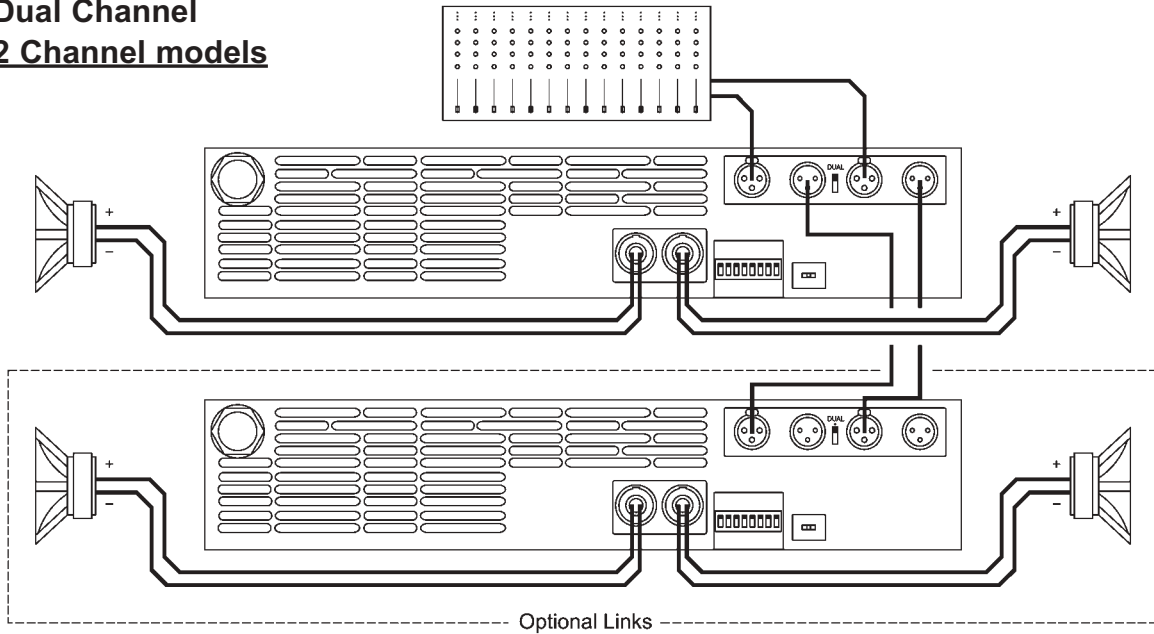 Dual Channel
2 Channel models
DUAL
+
+
–
–
DUAL
+
+
–
–
Optional Links